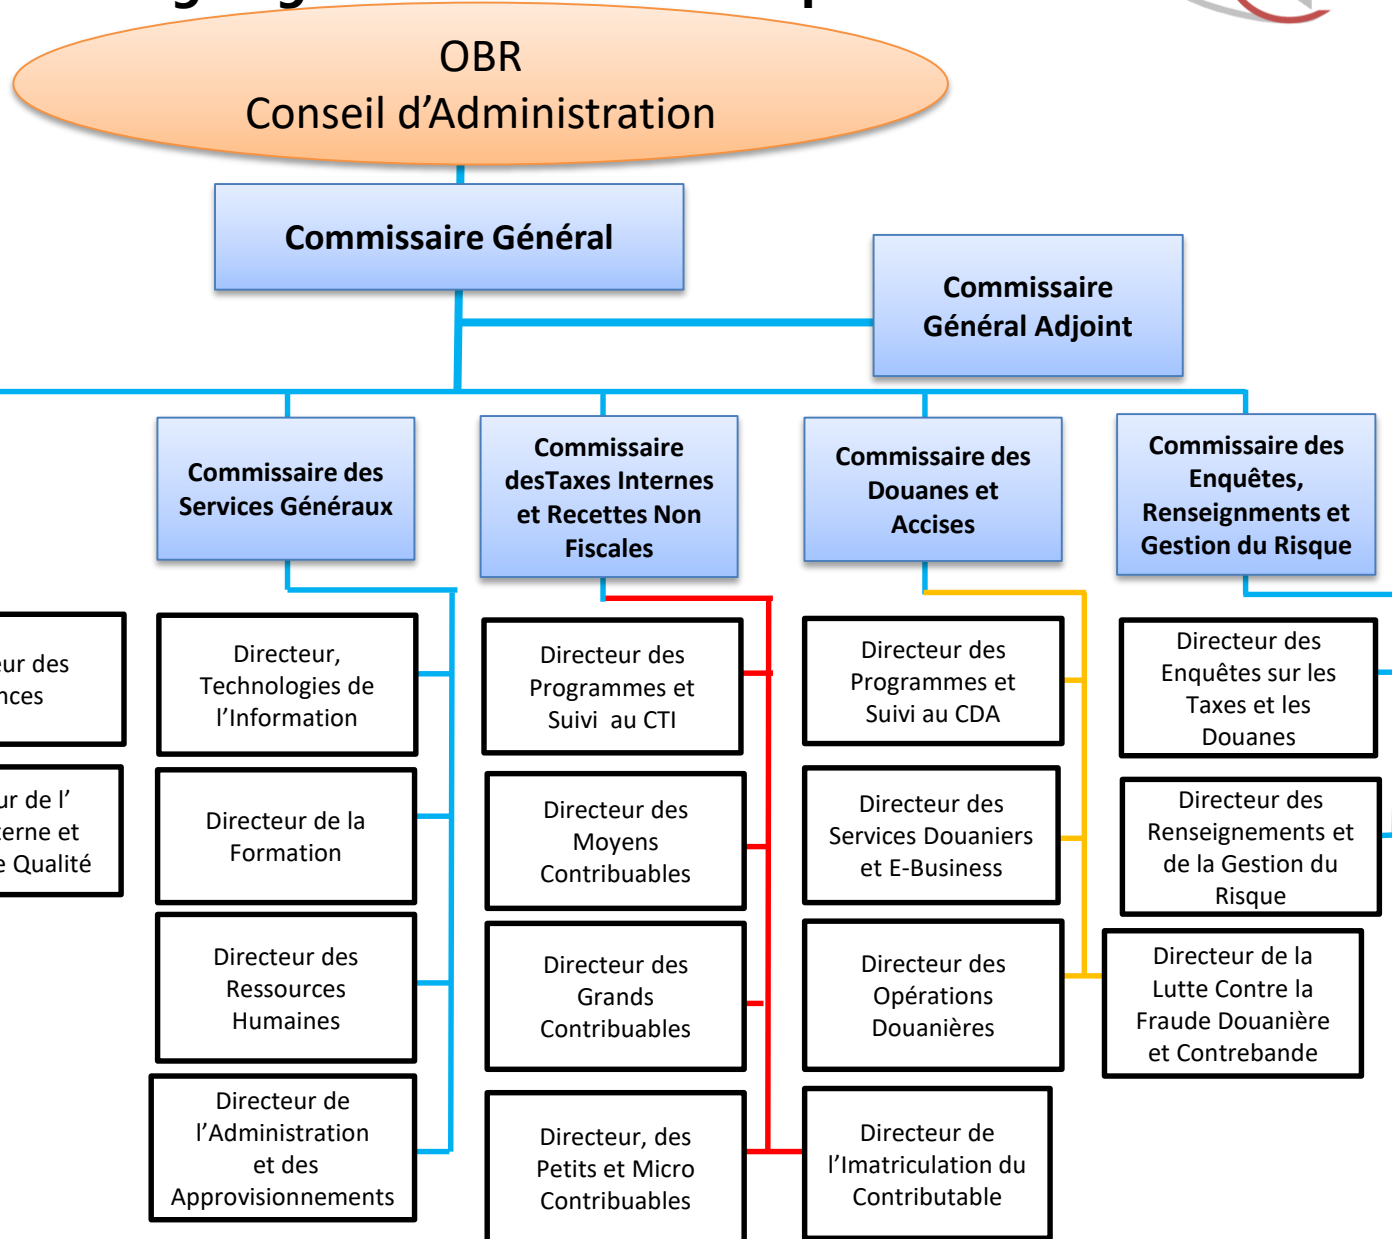 OBR
Conseil d'Administration
Commissaire Général
Commissaire
Général Adjoint
Commissaire des
Services Généraux
Commissaire
desTaxes Internes
et Recettes Non
Fiscales
Commissaire des
Douanes et
Accises
Commissaire des
Enquêtes,
Renseignments et
Gestion du Risque
des
de l'
et
Qualité
Directeur,
Technologies de
l'Information
Directeur de la
Formation
Directeur des
Ressources
Humaines
Directeur de
l'Administration
et des
Approvisionnements
Directeur des
Programmes et
Suivi au CTI
Directeur des
Moyens
Contribuables
Directeur des
Grands
Contribuables
Directeur, des
Petits et Micro
Contribuables
Directeur des
Programmes et
Suivi au CDA
Directeur des
Services Douaniers
et E-Business
Directeur des
Opérations
Douanières
Directeur de
l'Imatriculation du
Contributable
Directeur des
Enquêtes sur les
Taxes et les
Douanes
Directeur des
Renseignements et
de la Gestion du
Risque
Directeur de la
Lutte Contre la
Fraude Douanière
et Contrebande